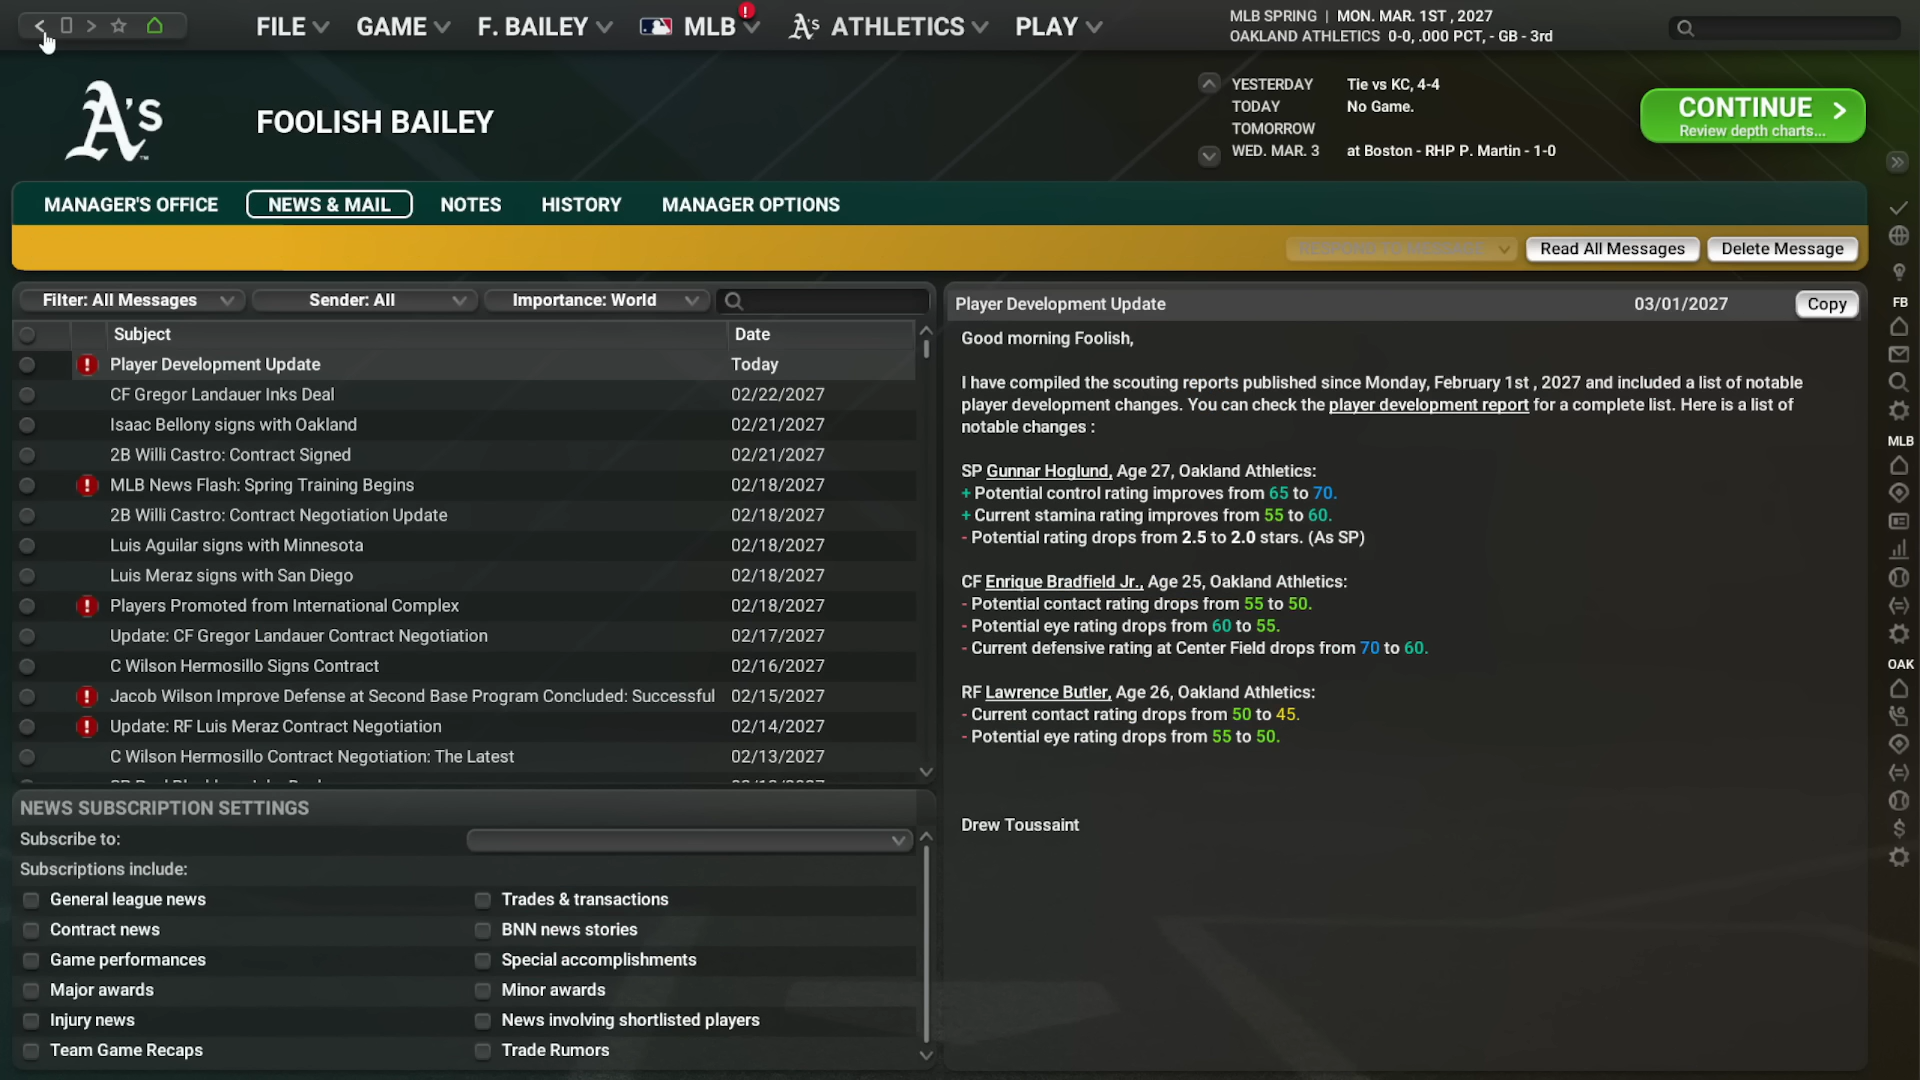 FILE
GAME
F. BAILEY
MLB
!
A's ATHLETICS
PLAY
MLB SPRING | MON. MAR. 1ST , 2027
OAKLAND ATHLETICS 0-0, .000 PCT, - GB - 3rd
A's
FOOLISH BAILEY
YESTERDAY Tie vs KC, 4-4
TODAY No Game.
TOMORROW
WED. MAR. 3 at Boston - RHP P. Martin - 1-0
CONTINUE
Review depth charts...
MANAGER'S OFFICE
NEWS & MAIL
NOTES
HISTORY
MANAGER OPTIONS
RESPOND TO MESSAGE
Read All Messages
Delete Message
Filter: All Messages
Sender: All
Importance: World
Subject Date
! Player Development Update Today
CF Gregor Landauer Inks Deal 02/22/2027
Isaac Bellony signs with Oakland 02/21/2027
2B Willi Castro: Contract Signed 02/21/2027
! MLB News Flash: Spring Training Begins 02/18/2027
2B Willi Castro: Contract Negotiation Update 02/18/2027
Luis Aguilar signs with Minnesota 02/18/2027
Luis Meraz signs with San Diego 02/18/2027
! Players Promoted from International Complex 02/18/2027
Update: CF Gregor Landauer Contract Negotiation 02/17/2027
C Wilson Hermosillo Signs Contract 02/16/2027
! Jacob Wilson Improve Defense at Second Base Program Concluded: Successful 02/15/2027
! Update: RF Luis Meraz Contract Negotiation 02/14/2027
C Wilson Hermosillo Contract Negotiation: The Latest 02/13/2027
NEWS SUBSCRIPTION SETTINGS
Subscribe to:
Subscriptions include:
General league news Trades & transactions
Contract news BNN news stories
Game performances Special accomplishments
Major awards Minor awards
Injury news News involving shortlisted players
Team Game Recaps Trade Rumors
Player Development Update 03/01/2027 Copy
Good morning Foolish,
I have compiled the scouting reports published since Monday, February 1st , 2027 and included a list of notable
player development changes. You can check the player development report for a complete list. Here is a list of
notable changes :
SP Gunnar Hoglund, Age 27, Oakland Athletics:
+ Potential control rating improves from 65 to 70.
+ Current stamina rating improves from 55 to 60.
- Potential rating drops from 2.5 to 2.0 stars. (As SP)
CF Enrique Bradfield Jr., Age 25, Oakland Athletics:
- Potential contact rating drops from 55 to 50.
- Potential eye rating drops from 60 to 55.
- Current defensive rating at Center Field drops from 70 to 60.
RF Lawrence Butler, Age 26, Oakland Athletics:
- Current contact rating drops from 50 to 45.
- Potential eye rating drops from 55 to 50.
Drew Toussaint
FB
MLB
OAK